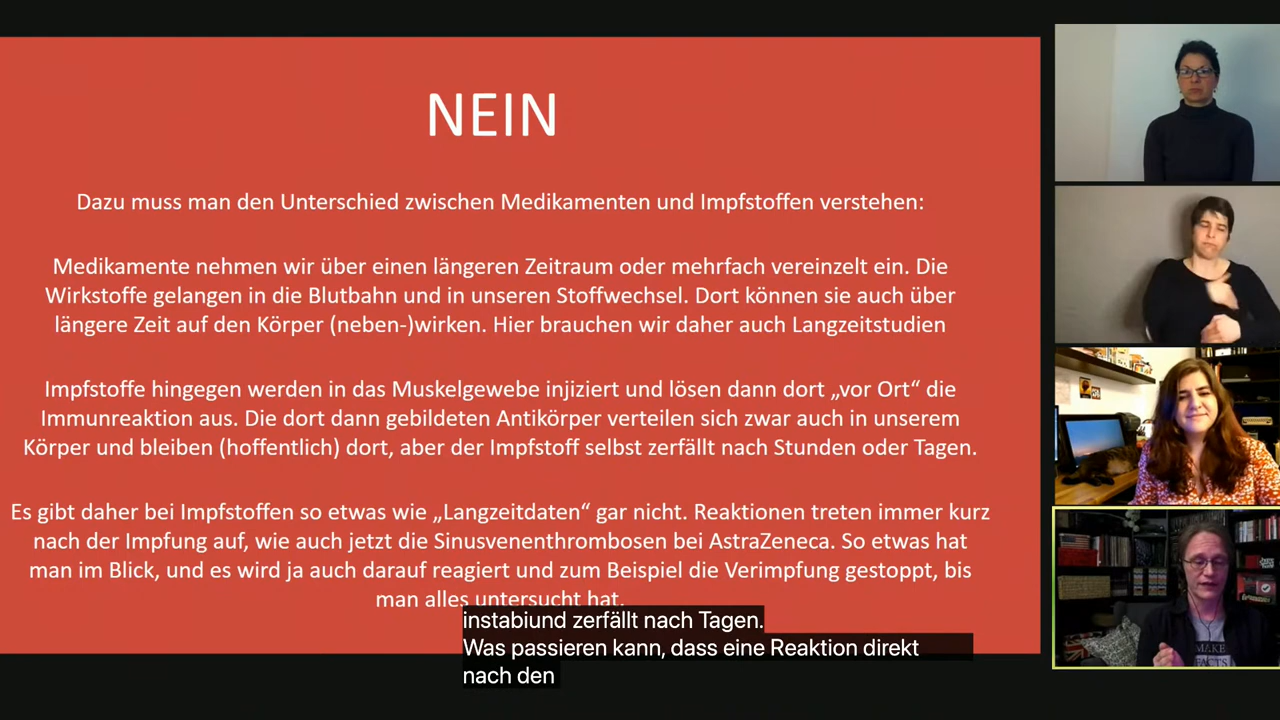 NEIN
Dazu muss man den Unterschied zwischen Medikamenten und Impfstoffen verstehen:
Medikamente nehmen wir über einen längeren Zeitraum oder mehrfach vereinzelt ein. Die
Wirkstoffe gelangen in die Blutbahn und in unseren Stoffwechsel. Dort können sie auch über
längere Zeit auf den Körper (neben-)wirken. Hier brauchen wir daher auch Langzeitstudien
Impfstoffe hingegen werden in das Muskelgewebe injiziert und lösen dann dort „vor Ort“ die
Immunreaktion aus. Die dort dann gebildeten Antikörper verteilen sich zwar auch in unserem
Körper und bleiben (hoffentlich) dort, aber der Impfstoff selbst zerfällt nach Stunden oder Tagen.
Es gibt daher bei Impfstoffen so etwas wie „Langzeitdaten“ gar nicht. Reaktionen treten immer kurz
nach der Impfung auf, wie auch jetzt die Sinusvenenthrombosen bei AstraZeneca. So etwas hat
man im Blick, und es wird ja auch darauf reagiert und zum Beispiel die Verimpfung gestoppt, bis
man alles untersucht hat.
instabiund zerfällt nach Tagen.
Was passieren kann, dass eine Reaktion direkt
nach den
MAKE
FACTS